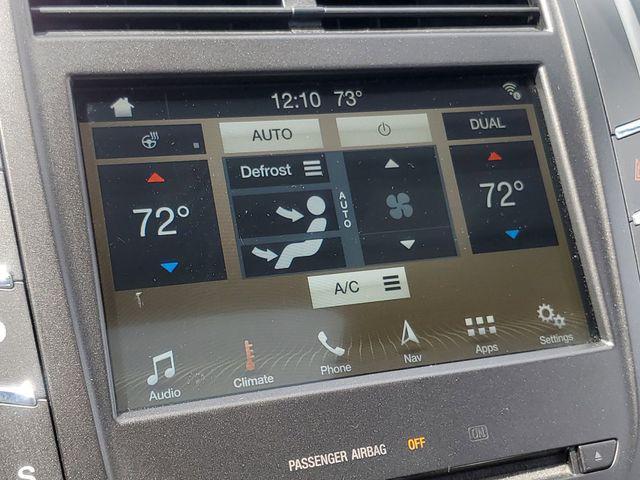 12:10 73°
AUTO
DUAL
Defrost
AUTO
72°
72°
A/C
Audio
Climate
Phone
Nav
Apps
Settings
PASSENGER AIRBAG OFF ON
S